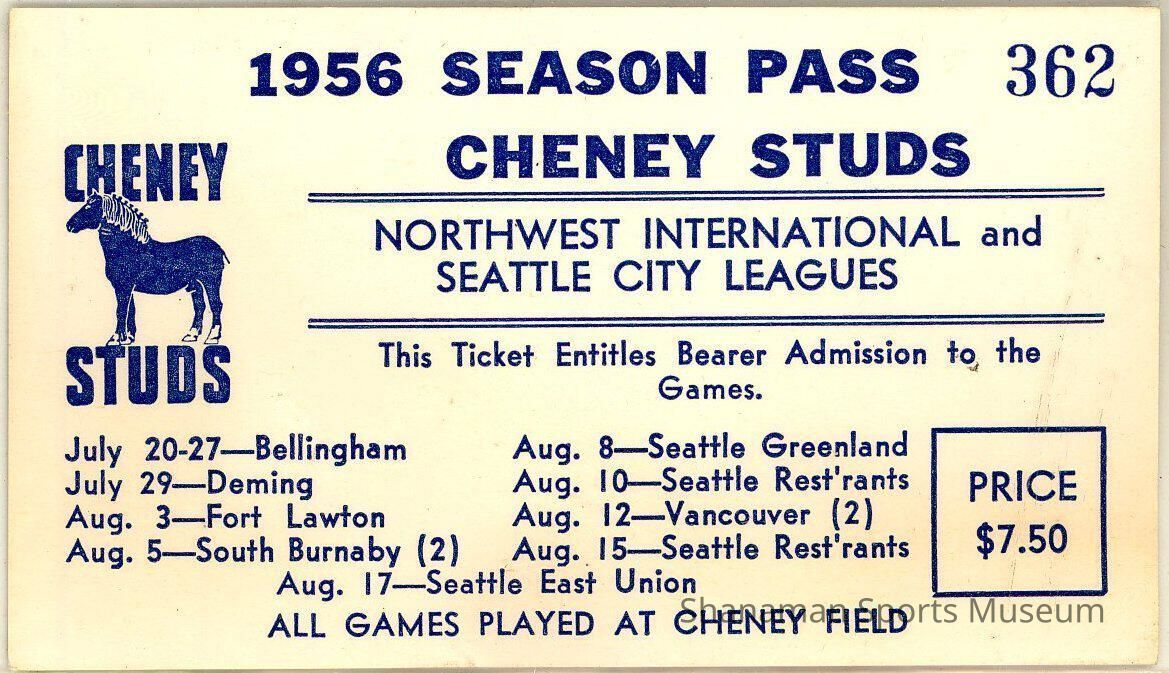 1956 SEASON PASS 362
CHENEY STUDS
CHENEY
STUDS
NORTHWEST INTERNATIONAL and
SEATTLE CITY LEAGUES
This Ticket Entitles Bearer Admission to the
Games.
July 20-27—Bellingham
July 29—Deming
Aug. 3—Fort Lawton
Aug. 5—South Burnaby (2)
Aug. 8—Seattle Greenland
Aug. 10—Seattle Rest'rants
Aug. 12—Vancouver (2)
Aug. 15—Seattle Rest'rants
Aug. 17—Seattle East Union
PRICE
$7.50
ALL GAMES PLAYED AT CHENEY FIELD
Shanaman Sports Museum